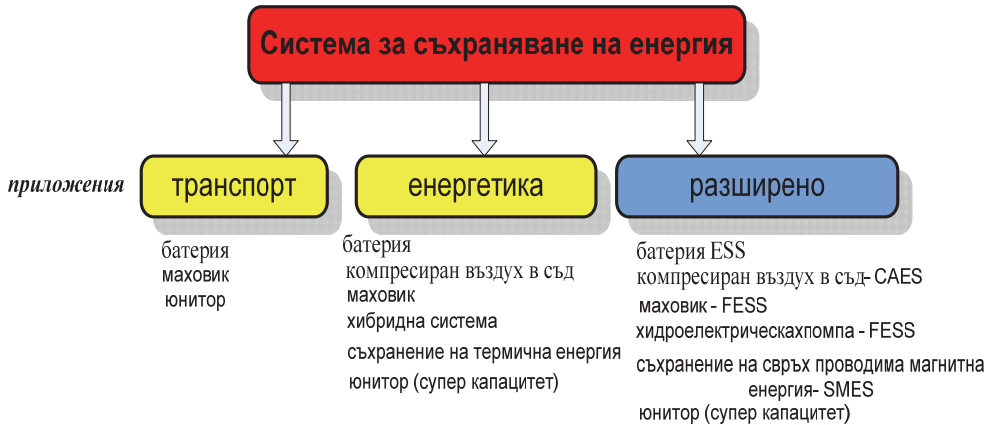 Система за съхраняване на енергия
приложения
транспорт
енергетика
разширено
батерия
маховик
юнитор
батерия
компресиран въздух в съд
маховик
хибридна система
съхранение на термична енергия
юнитор (супер капацитет)
батерия ESS
компресиран въздух в съд- CAES
маховик - FESS
хидроелектрическахпомпа - FESS
съхранение на свръх проводима магнитна
енергия- SMES
юнитор (супер капацитет)